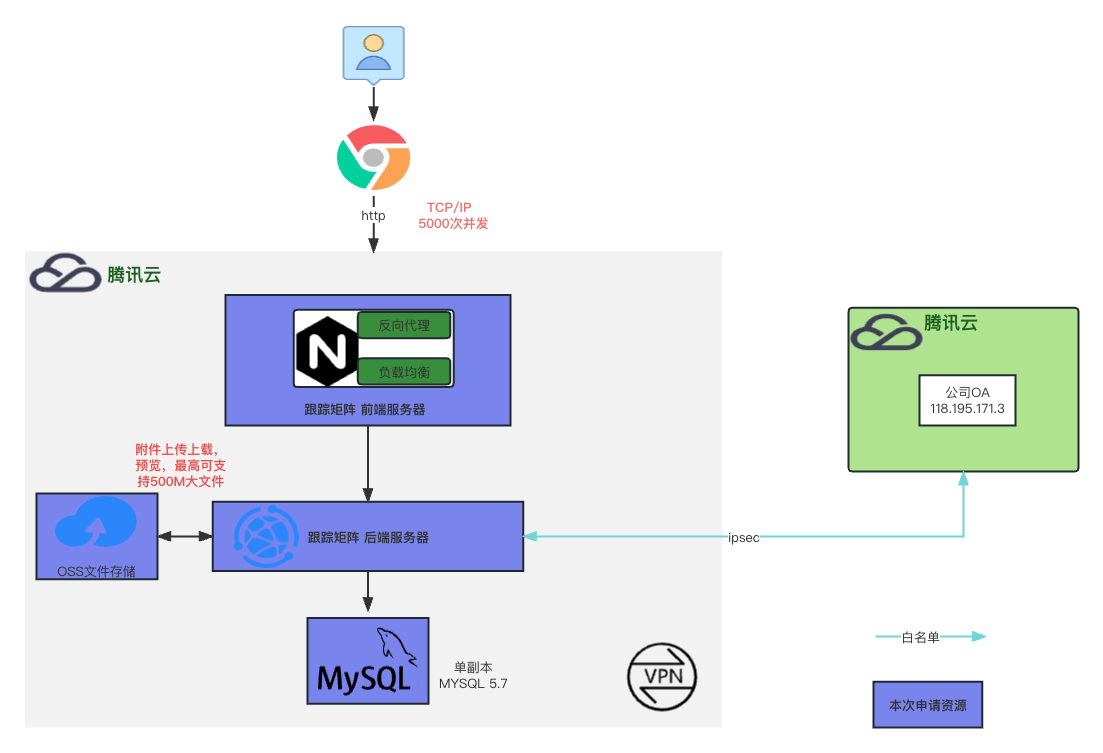 http
TCP/IP
5000次并发
腾讯云
反向代理
负载均衡
跟踪矩阵 前端服务器
腾讯云
公司OA
118.195.171.3
附件上传上载，
预览，最高可支
持500M大文件
OSS文件存储
跟踪矩阵 后端服务器
ipsec
MySQL
单副本
MYSQL 5.7
VPN
白名单
本次申请资源
N